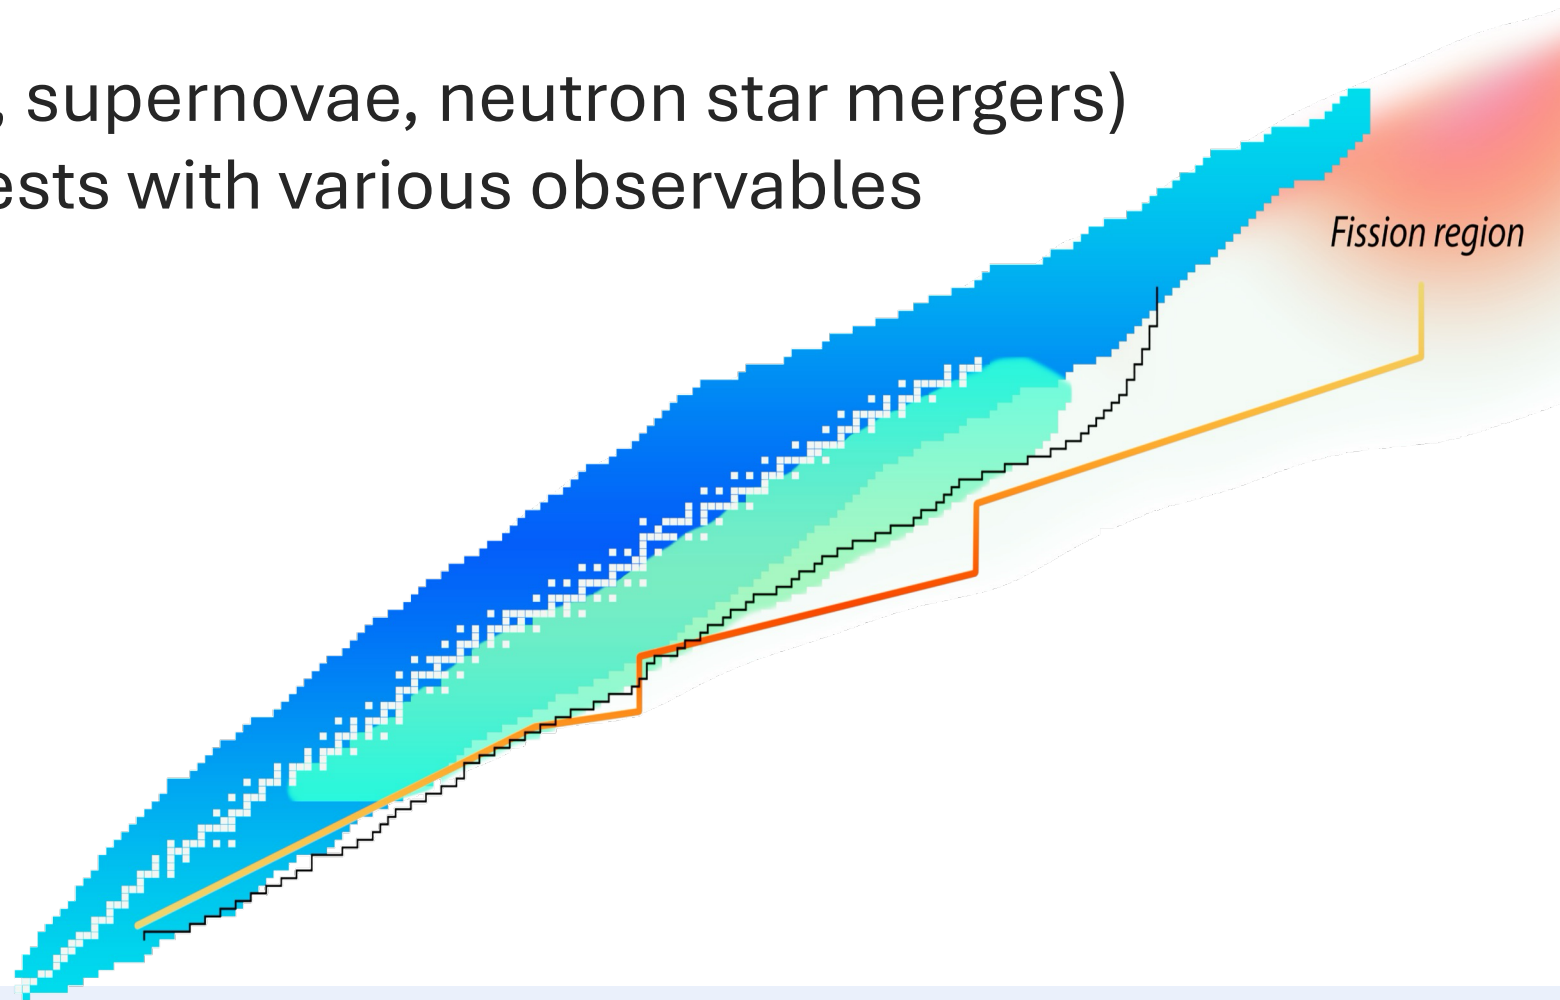 , supernovae, neutron star mergers)
ests with various observables
Fission region